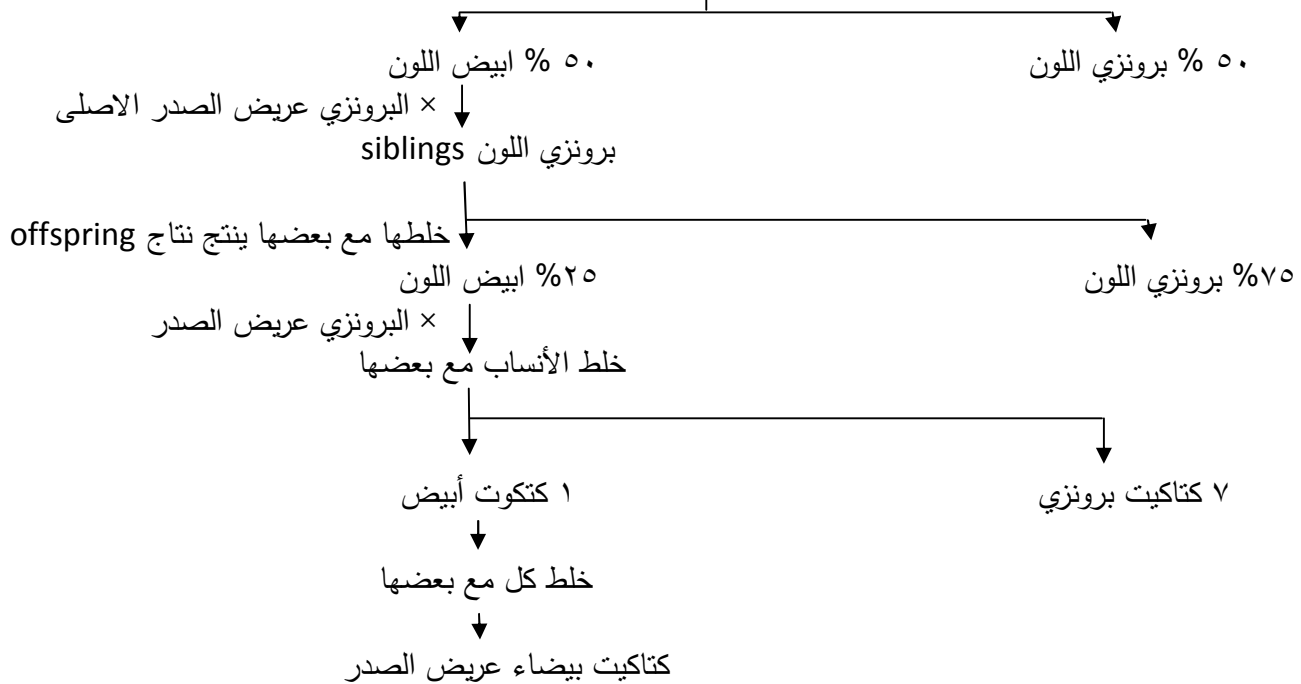 ٥٠ % برونزي اللون
٥٠ % ابيض اللون
× البرونزي عريض الصدر الاصلى
برونزي اللون siblings
خلطها مع بعضها ينتج نتاج offspring
٧٥% برونزي اللون
٢٥% ابيض اللون
× البرونزي عريض الصدر
خلط الأنساب مع بعضها
٧ كتاكيت برونزي
١ كتكوت أبيض
خلط كل مع بعضها
كتاكيت بيضاء عريض الصدر